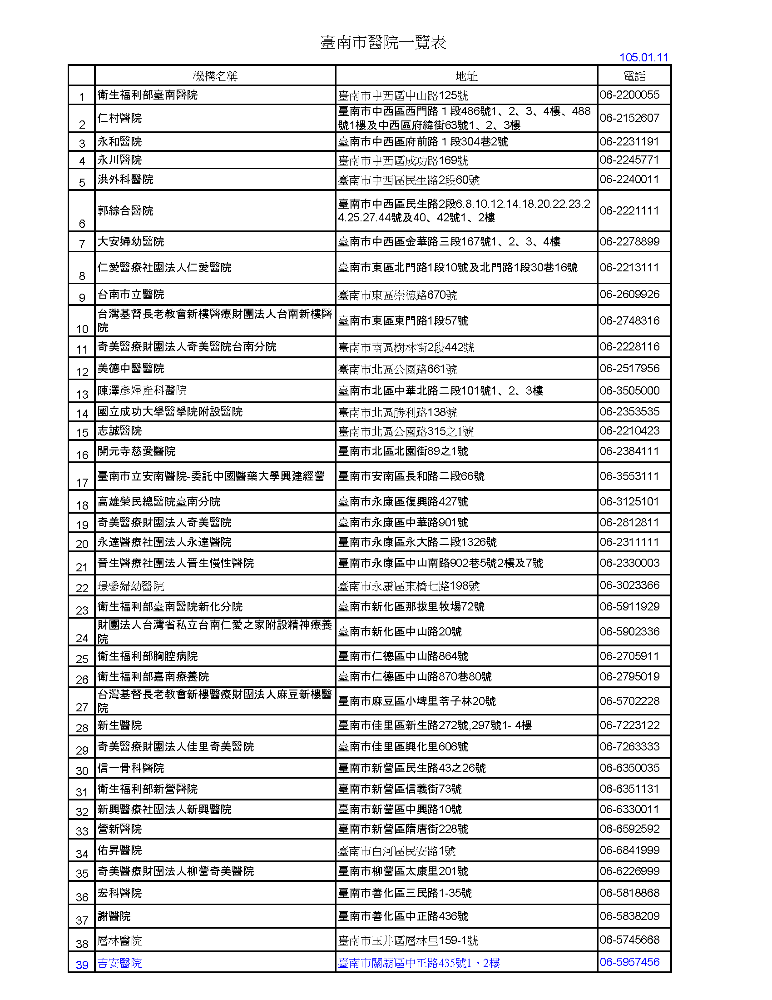 臺南市醫院一覽表
105.01.11
機構名稱 地址 電話
1 衛生福利部臺南醫院 臺南市中西區中山路125號 06-2200055
2 仁村醫院 臺南市中西區西門路１段486號1、2、3、4樓、488
號1樓及中西區府緯街63號1、2、3樓 06-2152607
3 永和醫院 臺南市中西區府前路１段304巷2號 06-2231191
4 永川醫院 臺南市中西區成功路169號 06-2245771
5 洪外科醫院 臺南市中西區民生路2段60號 06-2240011
6 郭綜合醫院 臺南市中西區民生路2段6.8.10.12.14.18.20.22.23.2
4.25.27.44號及40、42號1、2樓 06-2221111
7 大安婦幼醫院 臺南市中西區金華路三段167號1、2、3、4樓 06-2278899
8 仁愛醫療社團法人仁愛醫院 臺南市東區北門路1段10號及北門路1段30巷16號 06-2213111
9 台南市立醫院 臺南市東區崇德路670號 06-2609926
10 台灣基督長老教會新樓醫療財團法人台南新樓醫
院 臺南市東區東門路1段57號 06-2748316
11 奇美醫療財團法人奇美醫院台南分院 臺南市南區樹林街2段442號 06-2228116
12 美德中醫醫院 臺南市北區公園路661號 06-2517956
13 陳澤彥婦產科醫院 臺南市北區中華北路二段101號1、2、3樓 06-3505000
14 國立成功大學醫學院附設醫院 臺南市北區勝利路138號 06-2353535
15 志誠醫院 臺南市北區公園路315之1號 06-2210423
16 開元寺慈愛醫院 臺南市北區北園街89之1號 06-2384111
17 臺南市立安南醫院-委託中國醫藥大學興建經營 臺南市安南區長和路二段66號 06-3553111
18 高雄榮民總醫院臺南分院 臺南市永康區復興路427號 06-3125101
19 奇美醫療財團法人奇美醫院 臺南市永康區中華路901號 06-2812811
20 永達醫療社團法人永達醫院 臺南市永康區永大路二段1326號 06-2311111
21 晉生醫療社團法人晉生慢性醫院 臺南市永康區中山南路902巷5號2樓及7號 06-2330003
22 璟馨婦幼醫院 臺南市永康區東橋七路198號 06-3023366
23 衛生福利部臺南醫院新化分院 臺南市新化區那拔里牧場72號 06-5911929
24 財團法人台灣省私立台南仁愛之家附設精神療養
院 臺南市新化區中山路20號 06-5902336
25 衛生福利部胸腔病院 臺南市仁德區中山路864號 06-2705911
26 衛生福利部嘉南療養院 臺南市仁德區中山路870巷80號 06-2795019
27 台灣基督長老教會新樓醫療財團法人麻豆新樓醫
院 臺南市麻豆區小埤里苓子林20號 06-5702228
28 新生醫院 臺南市佳里區新生路272號,297號1- 4樓 06-7223122
29 奇美醫療財團法人佳里奇美醫院 臺南市佳里區興化里606號 06-7263333
30 信一骨科醫院 臺南市新營區民生路43之26號 06-6350035
31 衛生福利部新營醫院 臺南市新營區信義街73號 06-6351131
32 新興醫療社團法人新興醫院 臺南市新營區中興路10號 06-6330011
33 營新醫院 臺南市新營區隋唐街228號 06-6592592
34 佑昇醫院 臺南市白河區民安路1號 06-6841999
35 奇美醫療財團法人柳營奇美醫院 臺南市柳營區太康里201號 06-6226999
36 宏科醫院 臺南市善化區三民路1-35號 06-5818868
37 謝醫院 臺南市善化區中正路436號 06-5838209
38 層林醫院 臺南市玉井區層林里159-1號 06-5745668
39 吉安醫院 臺南市關廟區中正路435號1、2樓 06-5957456